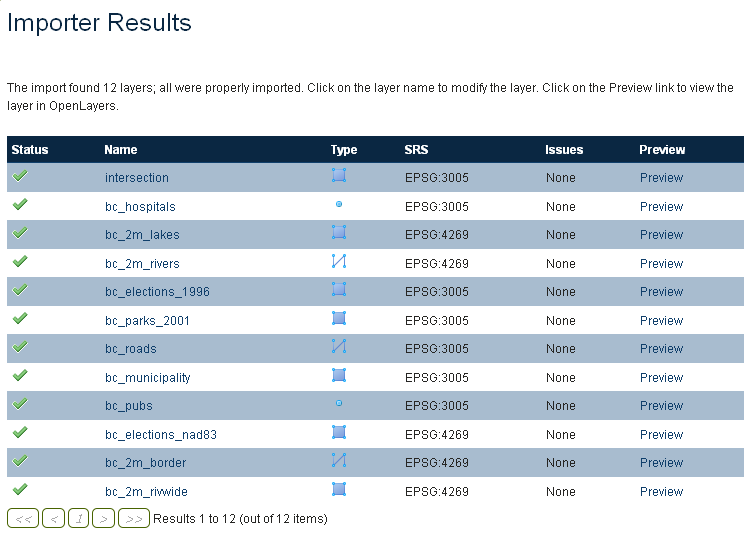 Importer Results
The import found 12 layers; all were properly imported. Click on the layer name to modify the layer. Click on the Preview link to view the
layer in OpenLayers.
Status Name Type SRS Issues Preview
intersection EPSG:3005 None Preview
bc_hospitals EPSG:3005 None Preview
bc_2m_lakes EPSG:4269 None Preview
bc_2m_rivers EPSG:4269 None Preview
bc_elections_1996 EPSG:3005 None Preview
bc_parks_2001 EPSG:3005 None Preview
bc_roads EPSG:3005 None Preview
bc_municipality EPSG:3005 None Preview
bc_pubs EPSG:3005 None Preview
bc_elections_nad83 EPSG:4269 None Preview
bc_2m_border EPSG:4269 None Preview
bc_2m_rivwide EPSG:4269 None Preview
<< < 1 > >> Results 1 to 12 (out of 12 items)